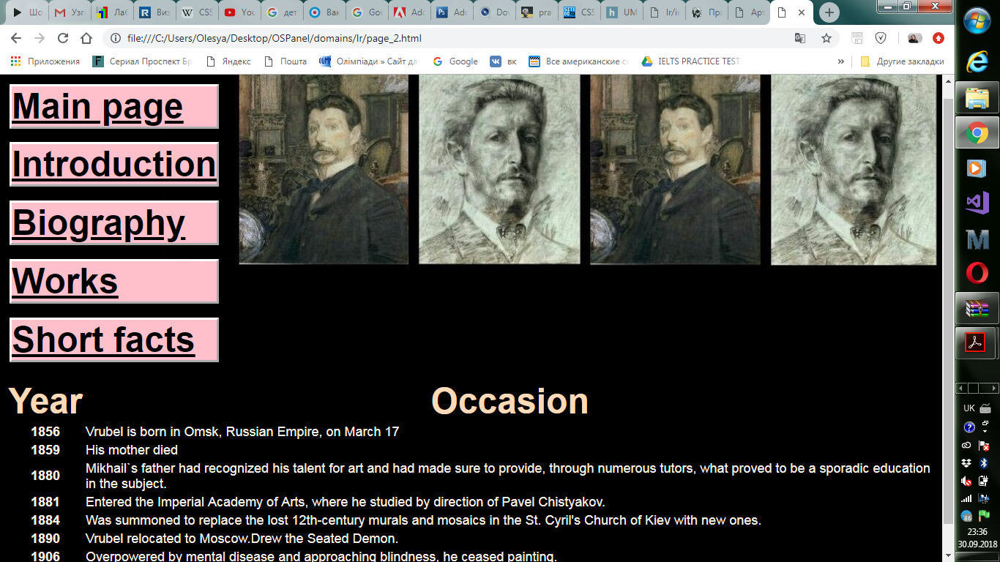 Шо
Узг
Лаб
Виз
CSS
You
дет
Вак
Goo
Ado
Ado
Dov
pra
CSS
UM
lr/i
Пр
Арт
file:///C:/Users/Olesya/Desktop/OSPanel/domains/lr/page_2.html
Приложения
Сериал Проспект Бр
Яндекс
Почта
Олімпіади » Сайт дл
Google
вк
Все американские се
IELTS PRACTICE TEST
»
Другие закладки
Main page
Introduction
Biography
Works
Short facts
Year Occasion
1856 Vrubel is born in Omsk, Russian Empire, on March 17
1859 His mother died
1880 Mikhail`s father had recognized his talent for art and had made sure to provide, through numerous tutors, what proved to be a sporadic education
in the subject.
1881 Entered the Imperial Academy of Arts, where he studied by direction of Pavel Chistyakov.
1884 Was summoned to replace the lost 12th-century murals and mosaics in the St. Cyril's Church of Kiev with new ones.
1890 Vrubel relocated to Moscow.Drew the Seated Demon.
1906 Overpowered by mental disease and approaching blindness, he ceased painting.
UK
86
23:36
30.09.2018